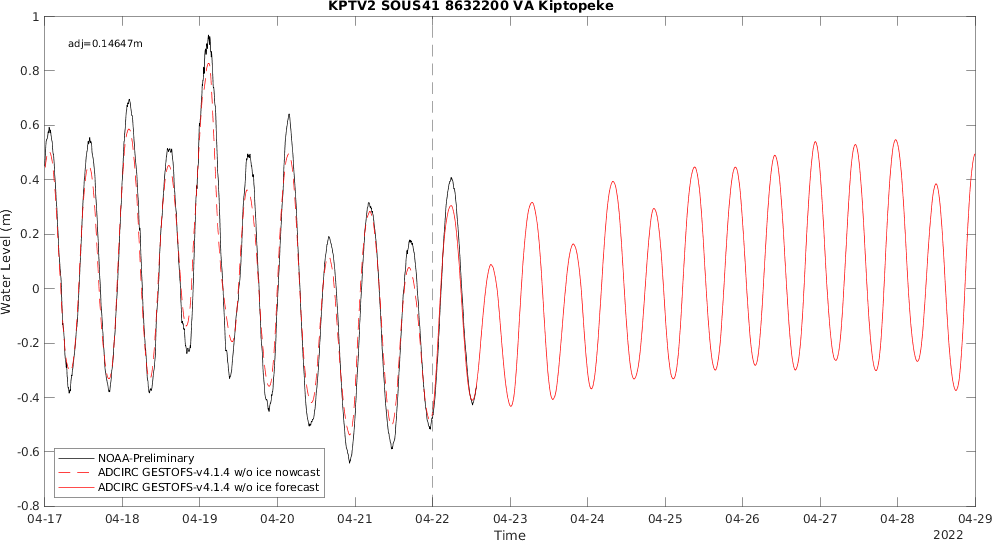 KPTV2 SOUS41 8632200 VA Kiptopeke
adj=0.14647m
Water Level (m)
1
0.8
0.6
0.4
0.2
0
-0.2
-0.4
-0.6
-0.8
NOAA-Preliminary
ADCIRC GESTOFS-v4.1.4 w/o ice nowcast
ADCIRC GESTOFS-v4.1.4 w/o ice forecast
04-17 04-18 04-19 04-20 04-21 04-22 04-23 04-24 04-25 04-26 04-27 04-28 04-29
Time
2022